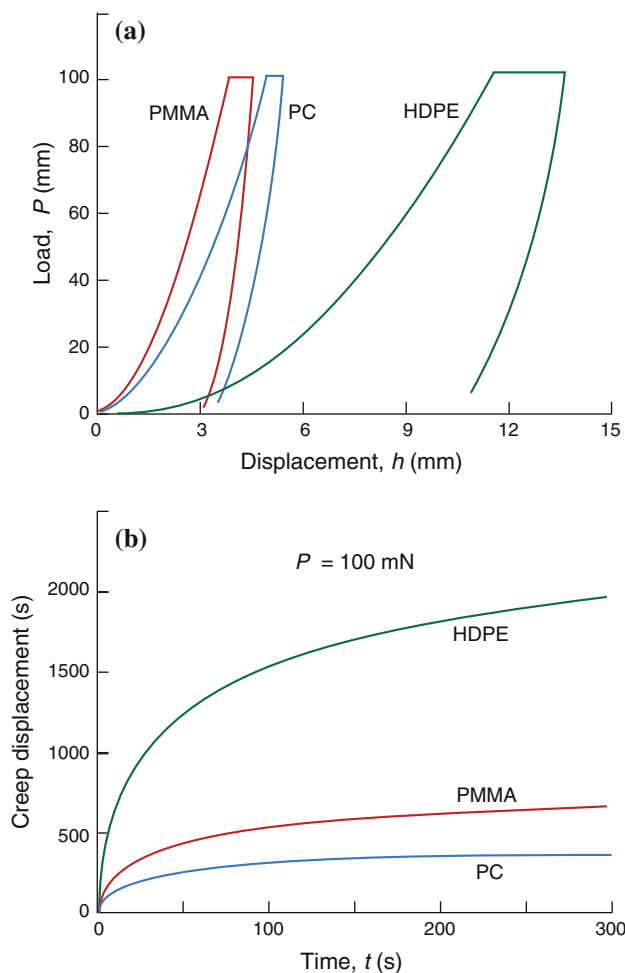 (a)
100
PMMA
PC
HDPE
80
60
40
20
0
0
3
6
9
12
15
Load, P (mm)
Displacement, h (mm)
(b)
P = 100 mN
2000
HDPE
1500
1000
PMMA
500
PC
0
0
100
200
300
Creep displacement (s)
Time, t (s)